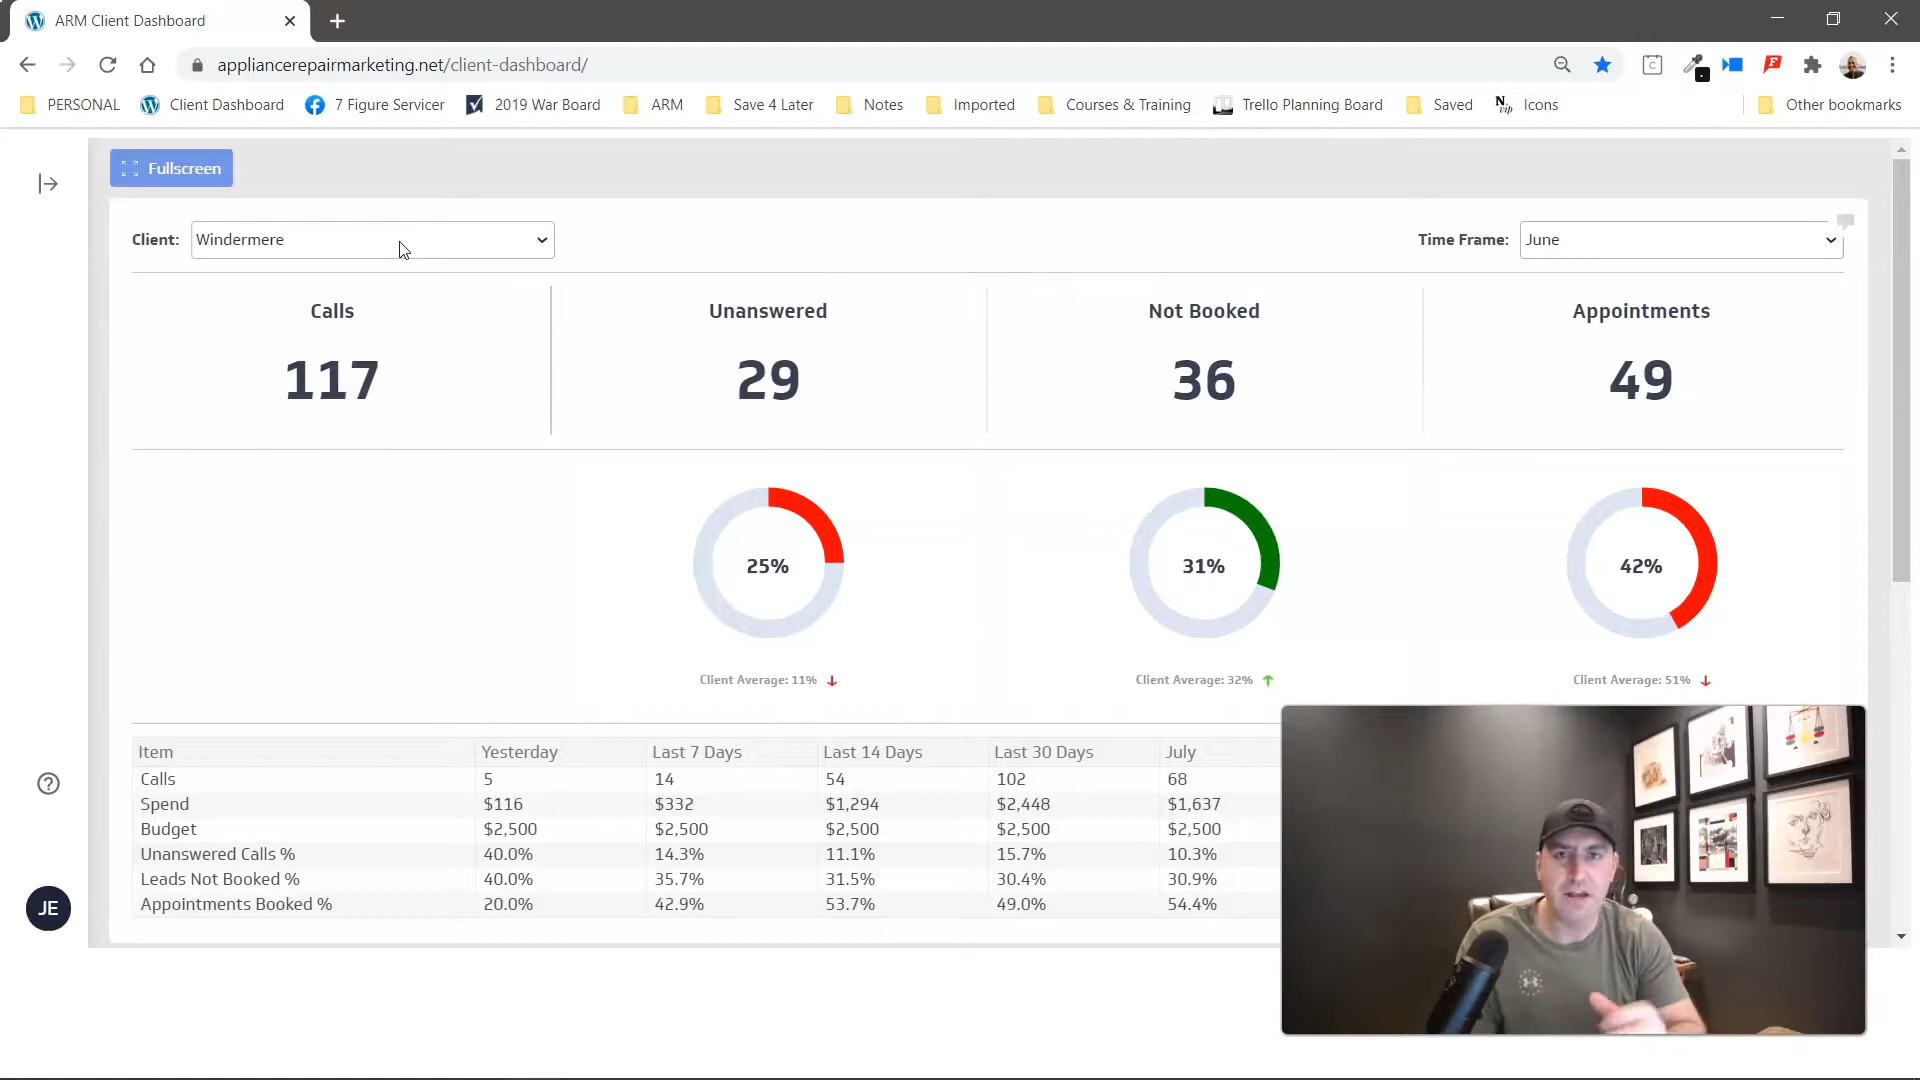 ARM Client Dashboard
appliancerepairmarketing.net/client-dashboard/
PERSONAL Client Dashboard 7 Figure Servicer 2019 War Board ARM Save 4 Later Notes Imported Courses & Training Trello Planning Board Saved Nvip Icons Other bookmarks
Fullscreen
Client: Windermere Time Frame: June
Calls Unanswered Not Booked Appointments
117 29 36 49
25% 31% 42%
Client Average: 11% Client Average: 32% Client Average: 51%
Item Yesterday Last 7 Days Last 14 Days Last 30 Days July
Calls 5 14 54 102 68
Spend $116 $332 $1,294 $2,448 $1,637
Budget $2,500 $2,500 $2,500 $2,500 $2,500
Unanswered Calls % 40.0% 14.3% 11.1% 15.7% 10.3%
Leads Not Booked % 40.0% 35.7% 31.5% 30.4% 30.9%
Appointments Booked % 20.0% 42.9% 53.7% 49.0% 54.4%
JE